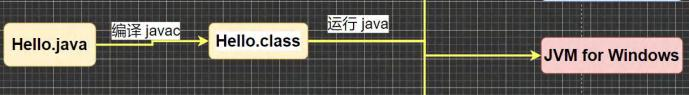 Hello.java
编译 javac
Hello.class
运行 java
JVM for Windows